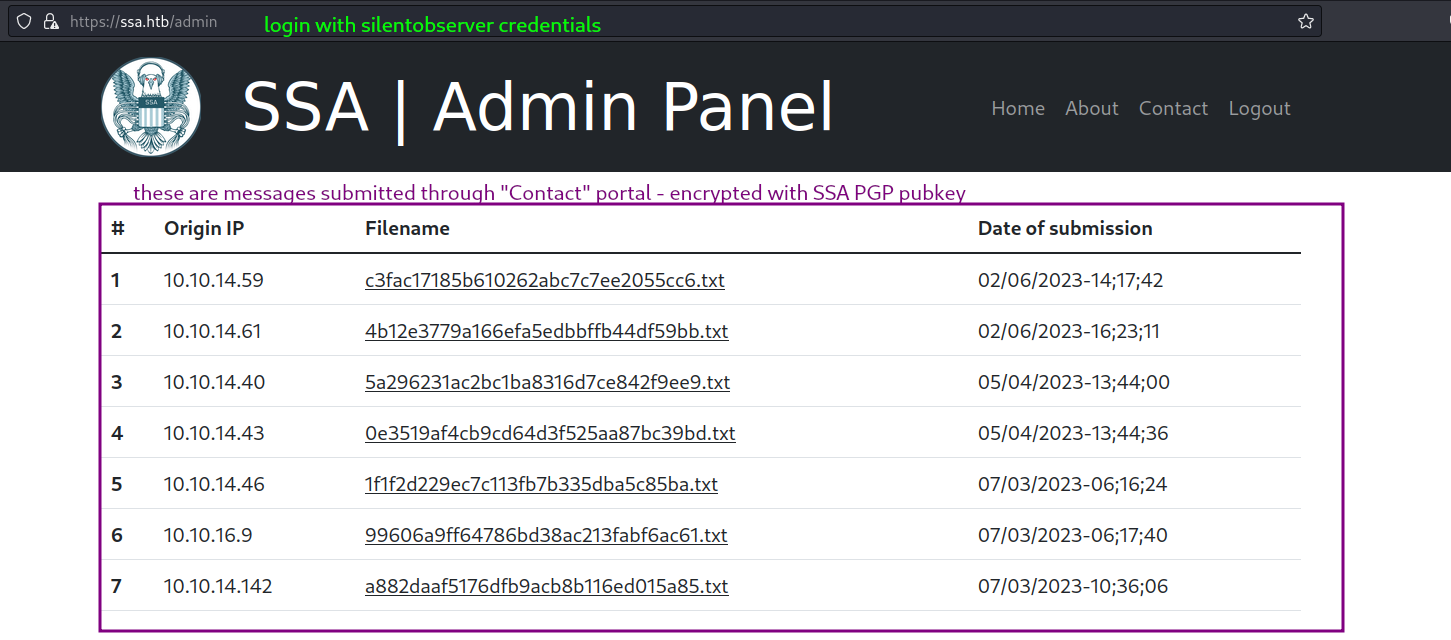 https://ssa.htb/admin login with silentobserver credentials
SSA
SSA | Admin Panel Home About Contact Logout
these are messages submitted through "Contact" portal - encrypted with SSA PGP pubkey
# Origin IP Filename Date of submission
1 10.10.14.59 c3fac17185b610262abc7c7ee2055cc6.txt 02/06/2023-14;17;42
2 10.10.14.61 4b12e3779a166efa5edbbffb44df59bb.txt 02/06/2023-16;23;11
3 10.10.14.40 5a296231ac2bc1ba8316d7ce842f9ee9.txt 05/04/2023-13;44;00
4 10.10.14.43 0e3519af4cb9cd64d3f525aa87bc39bd.txt 05/04/2023-13;44;36
5 10.10.14.46 1f1f2d229ec7c113fb7b335dba5c85ba.txt 07/03/2023-06;16;24
6 10.10.16.9 99606a9ff64786bd38ac213fabf6ac61.txt 07/03/2023-06;17;40
7 10.10.14.142 a882daaf5176dfb9acb8b116ed015a85.txt 07/03/2023-10;36;06